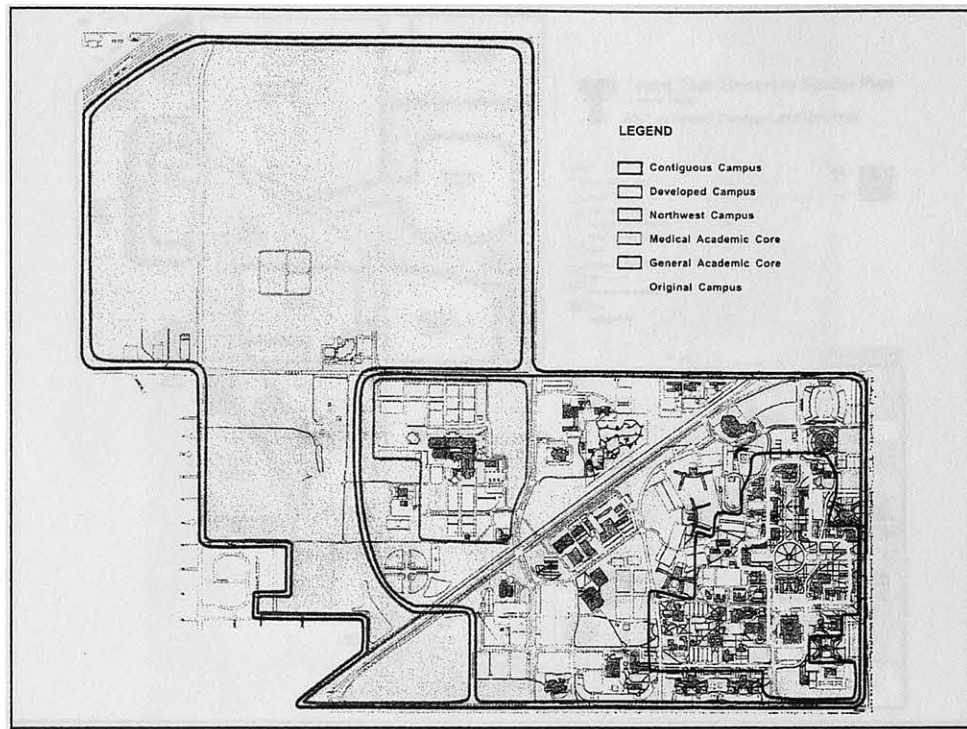 LEGEND
Contiguous Campus
Developed Campus
Northwest Campus
Medical Academic Core
General Academic Core
Original Campus